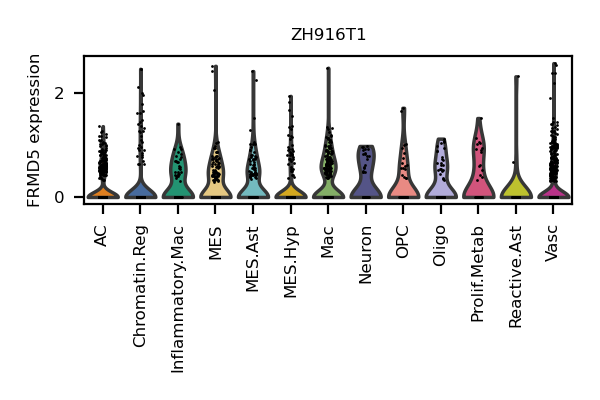 ZH916T1
FRMD5 expression
2
0
AC
Chromatin.Reg
Inflammatory.Mac
MES
MES.Ast
MES.Hyp
Mac
Neuron
OPC
Oligo
Prolif.Metab
Reactive.Ast
Vasc